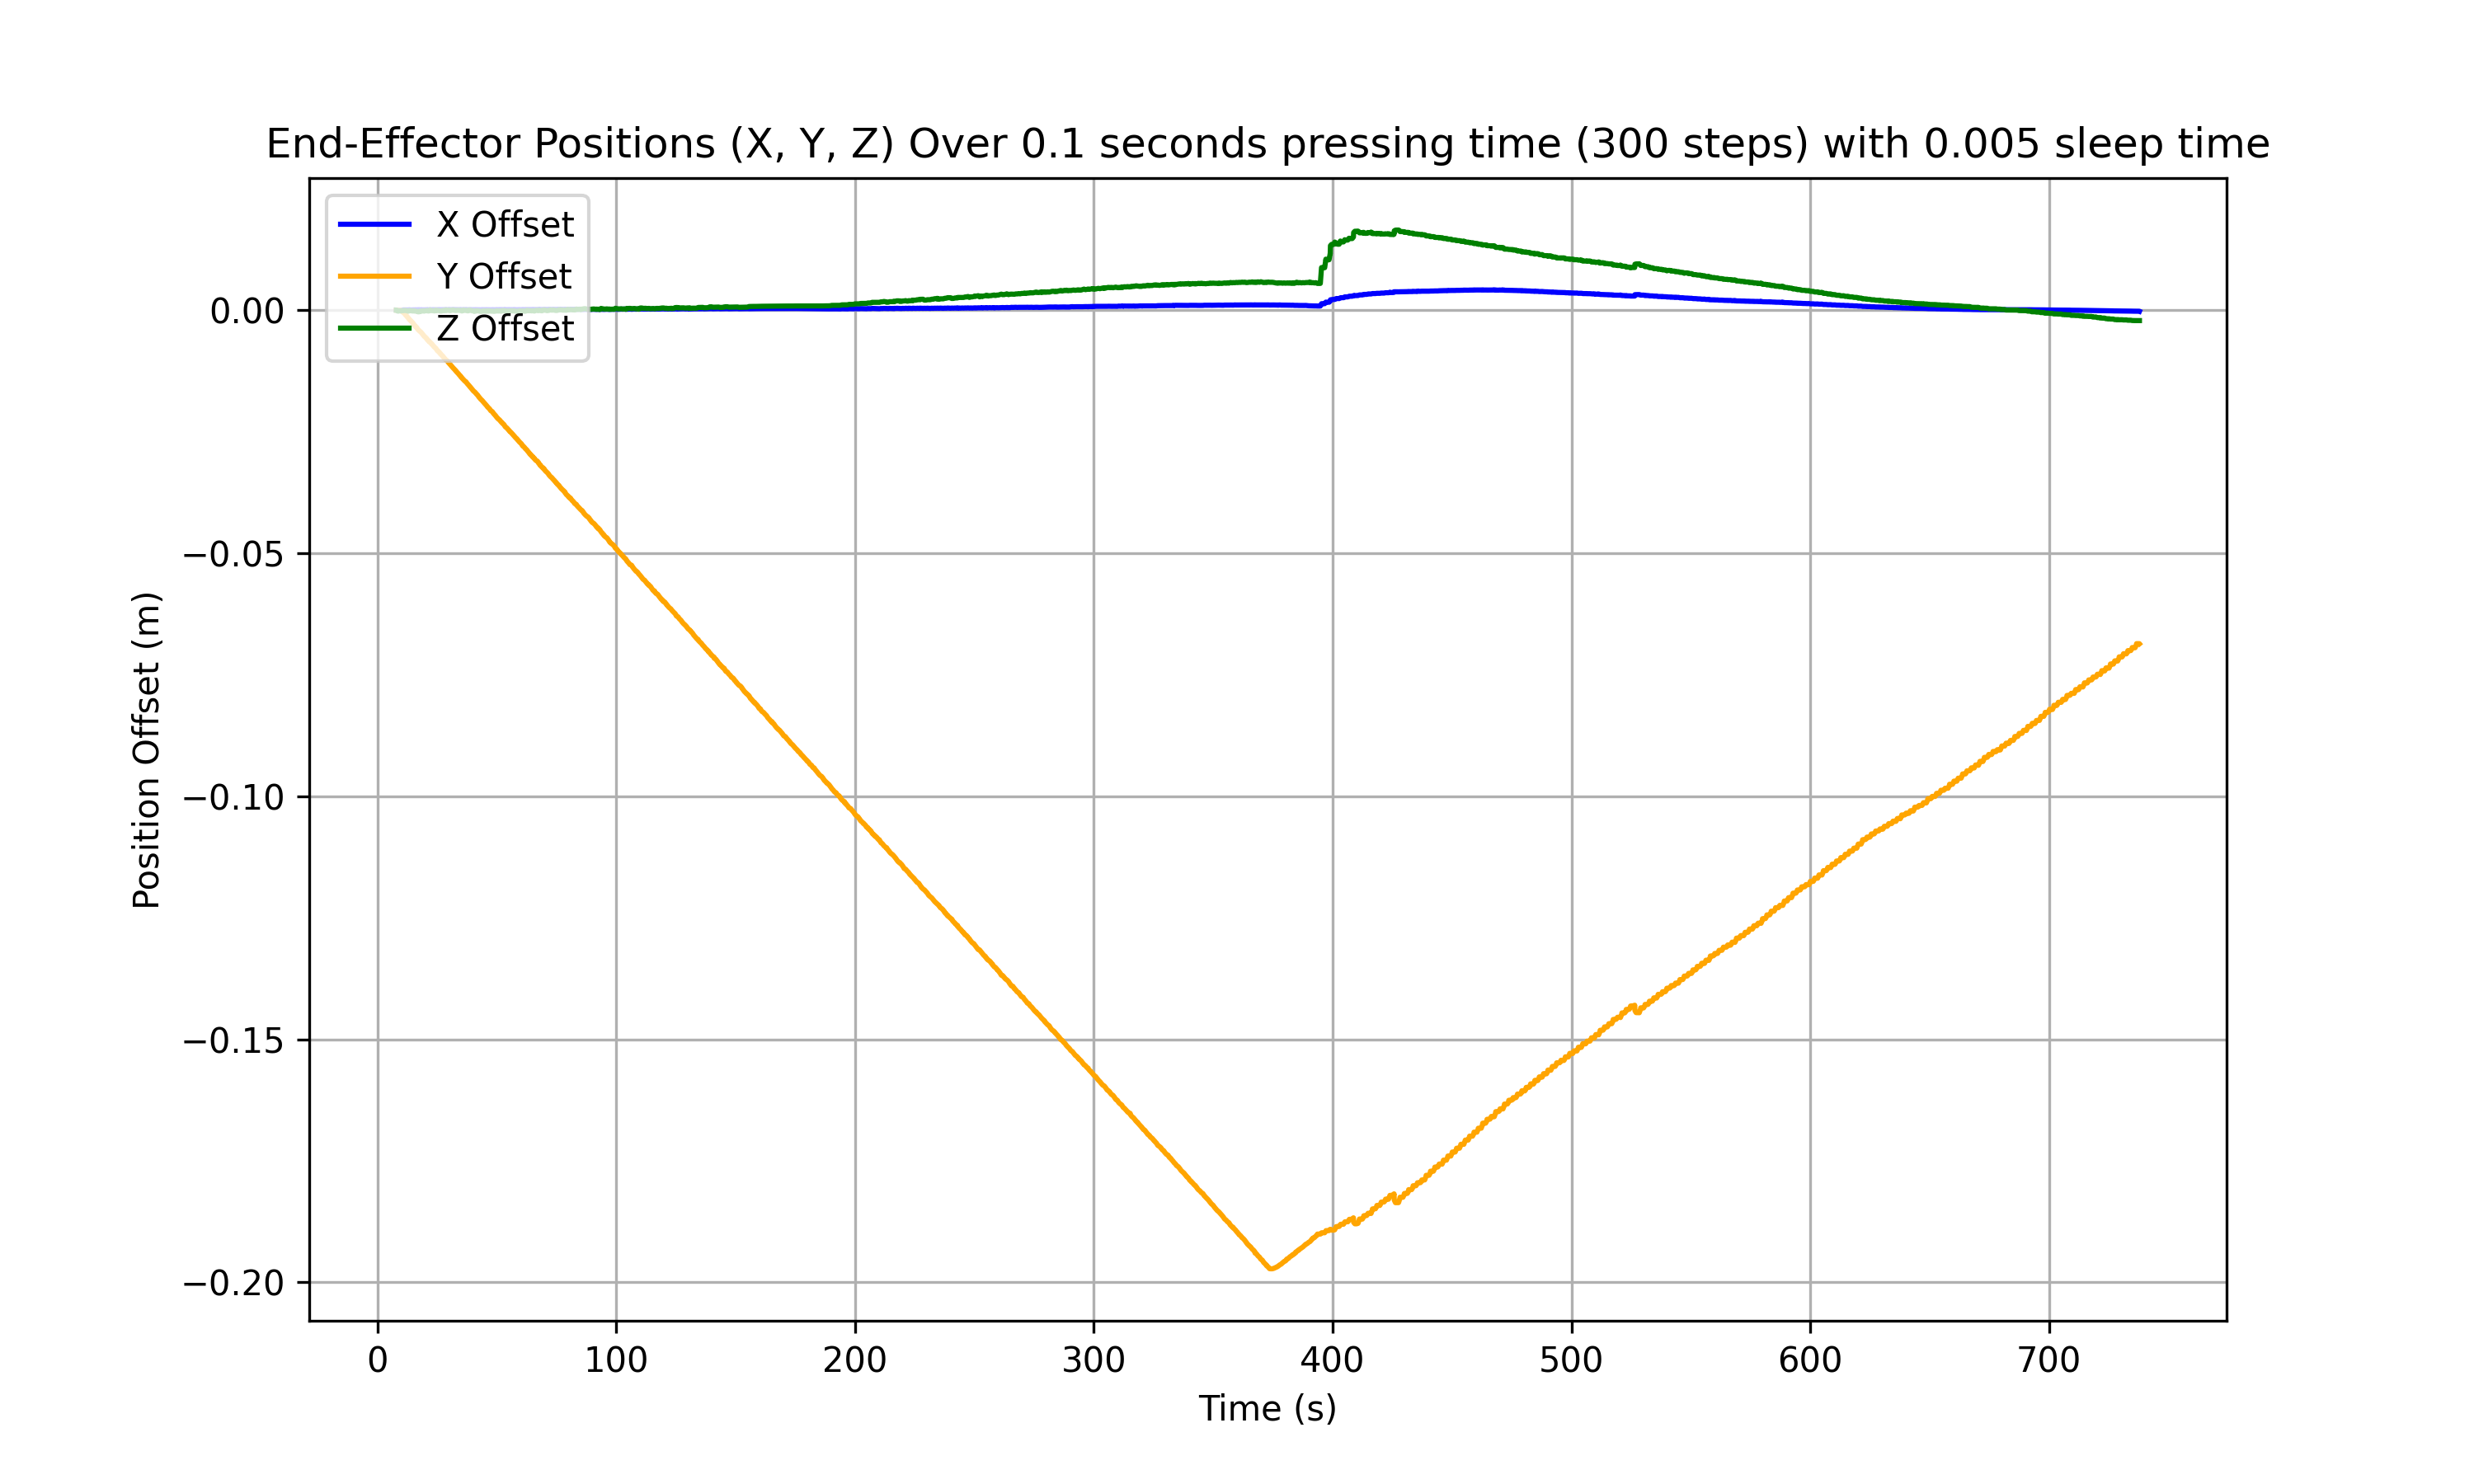 End-Effector Positions (X, Y, Z) Over 0.1 seconds pressing time (300 steps) with 0.005 sleep time
X Offset
Y Offset
Z Offset
0.00
−0.05
−0.10
−0.15
−0.20
Position Offset (m)
0 100 200 300 400 500 600 700
Time (s)